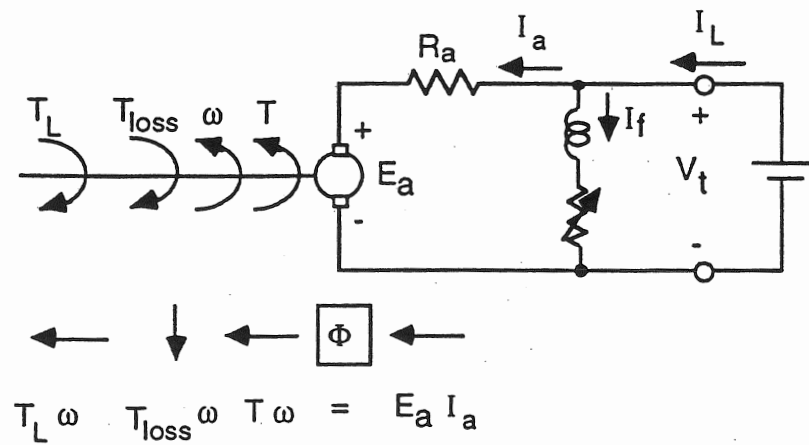 I_a I_L
R_a
T_L T_loss ω T + I_f +
E_a V_t
- -
Φ
T_L ω T_loss ω T ω = E_a I_a